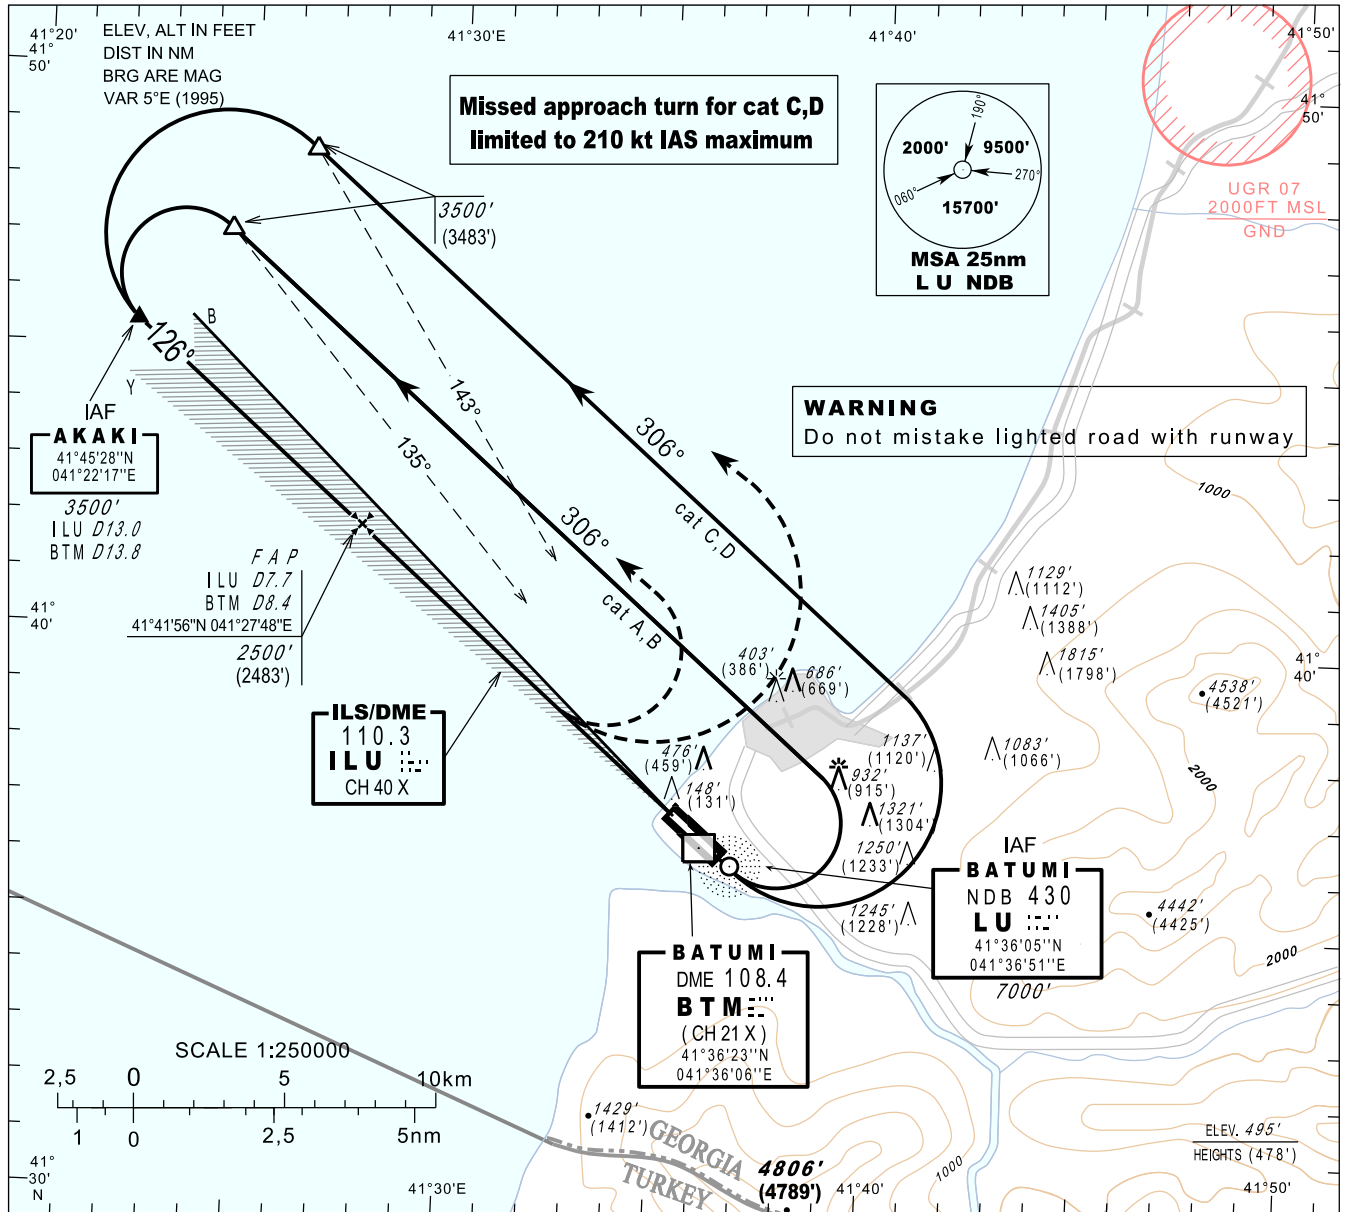 41°20'
ELEV, ALT IN FEET
DIST IN NM
BRG ARE MAG
VAR 5°E (1995)
41°
50'
41°30'E
41°40'
41°50'
41°
50'
Missed approach turn for cat C,D
limited to 210 kt IAS maximum
190°
2000'
9500'
270°
060°
15700'
MSA 25nm
L U NDB
UGR 07
2000FT MSL
GND
3500'
(3483')
B
126°
Y
IAF
AKAKI
41°45'28"N
041°22'17"E
3500'
ILU D13.0
BTM D13.8
143°
135°
306°
cat C,D
306°
cat A,B
WARNING
Do not mistake lighted road with runway
1000
F A P
ILU D7.7
BTM D8.4
41°41'56"N 041°27'48"E
2500'
(2483')
41°
40'
1129'
(1112')
1405'
(1388')
1815'
(1798')
41°
40'
403'
(386')
686'
(669')
4538'
(4521')
ILS/DME
110.3
ILU
CH 40 X
476'
(459')
148'
(131')
1137'
(1120')
1083'
(1066')
932'
(915')
1321'
(1304')
1250'
(1233')
2000
IAF
BATUMI
NDB 430
LU
41°36'05"N
041°36'51"E
7000'
1245'
(1228')
4442'
(4425')
2000
BATUMI
DME 108.4
BTM
(CH 21 X)
41°36'23"N
041°36'06"E
SCALE 1:250000
2,5 0 5 10km
1 0 2,5 5nm
1429'
(1412')
GEORGIA
TURKEY
4806'
(4789')
1000
ELEV. 495'
HEIGHTS (478')
41°
30'
N
41°30'E
41°40'
41°50'